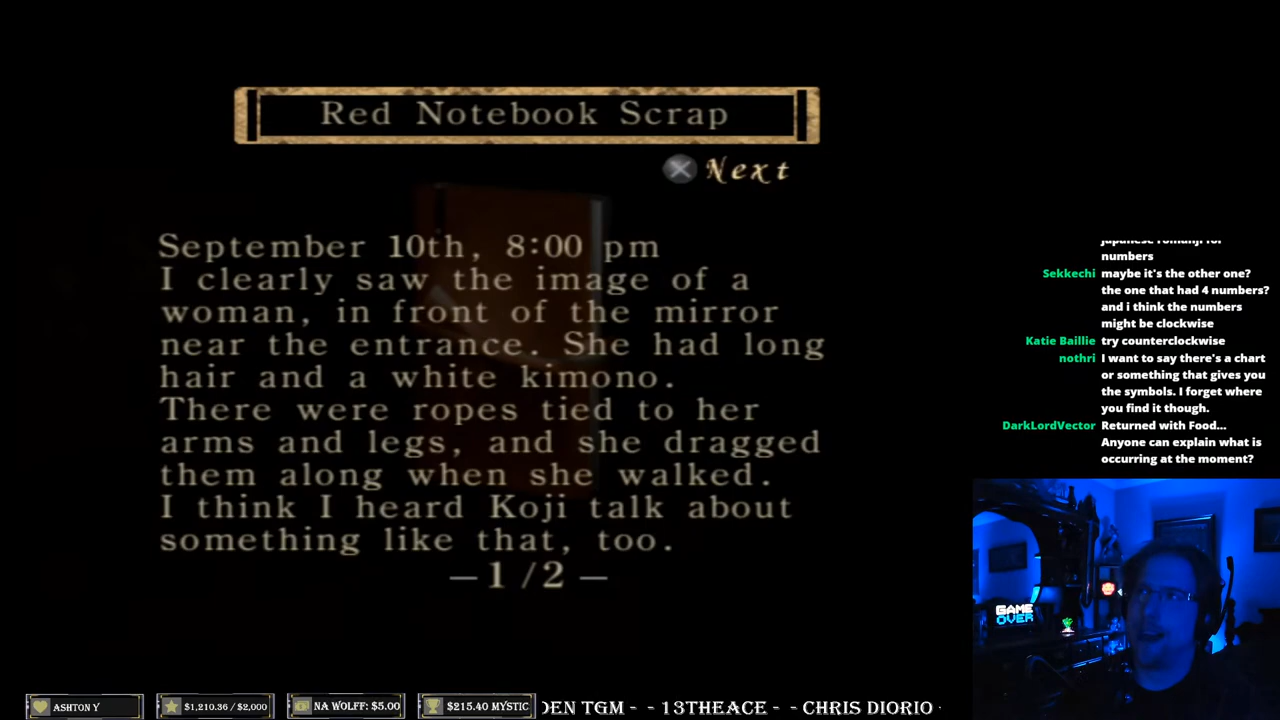 Red Notebook Scrap
Next
September 10th, 8:00 pm
I clearly saw the image of a
woman, in front of the mirror
near the entrance. She had long
hair and a white kimono.
There were ropes tied to her
arms and legs, and she dragged
them along when she walked.
I think I heard Koji talk about
something like that, too.
—1/2—
japanese romanji for
numbers
Sekkechi maybe it's the other one?
the one that had 4 numbers?
and i think the numbers
might be clockwise
Katie Baillie try counterclockwise
nothri I want to say there's a chart
or something that gives you
the symbols. I forget where
you find it though.
DarkLordVector Returned with Food...
Anyone can explain what is
occurring at the moment?
GAME
OVER
ASHTON Y
$1,210.36 / $2,000
NA WOLFF: $5.00
$215.40 MYSTIC
DEN TGM - - 13THEACE - - CHRIS DIORIO -